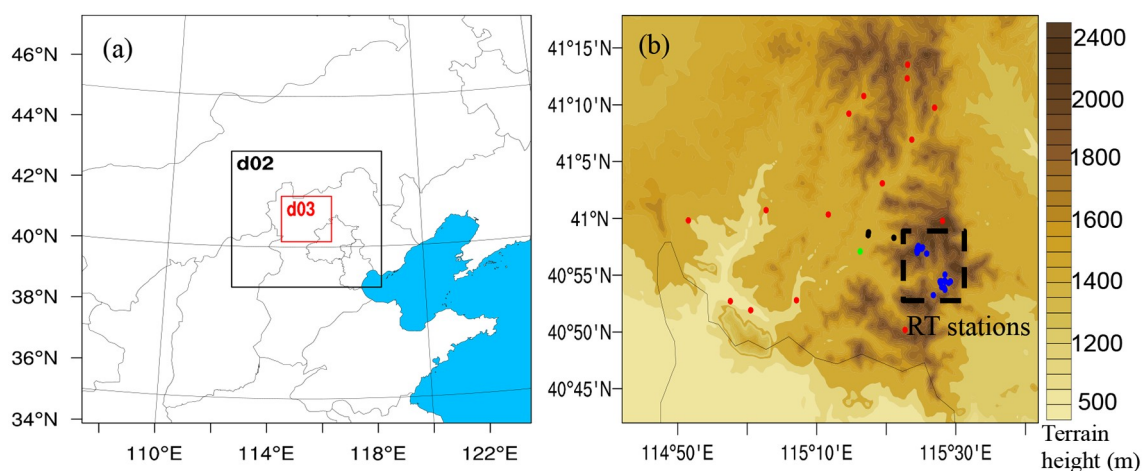 (a)
46°N
44°N
42°N
40°N
38°N
36°N
34°N
d02
d03
110°E
114°E
118°E
122°E
(b)
41°15'N
41°10'N
41°5'N
41°N
40°55'N
40°50'N
40°45'N
RT stations
114°50'E
115°10'E
115°30'E
2400
2000
1800
1600
1400
1200
1000
500
Terrain
height (m)